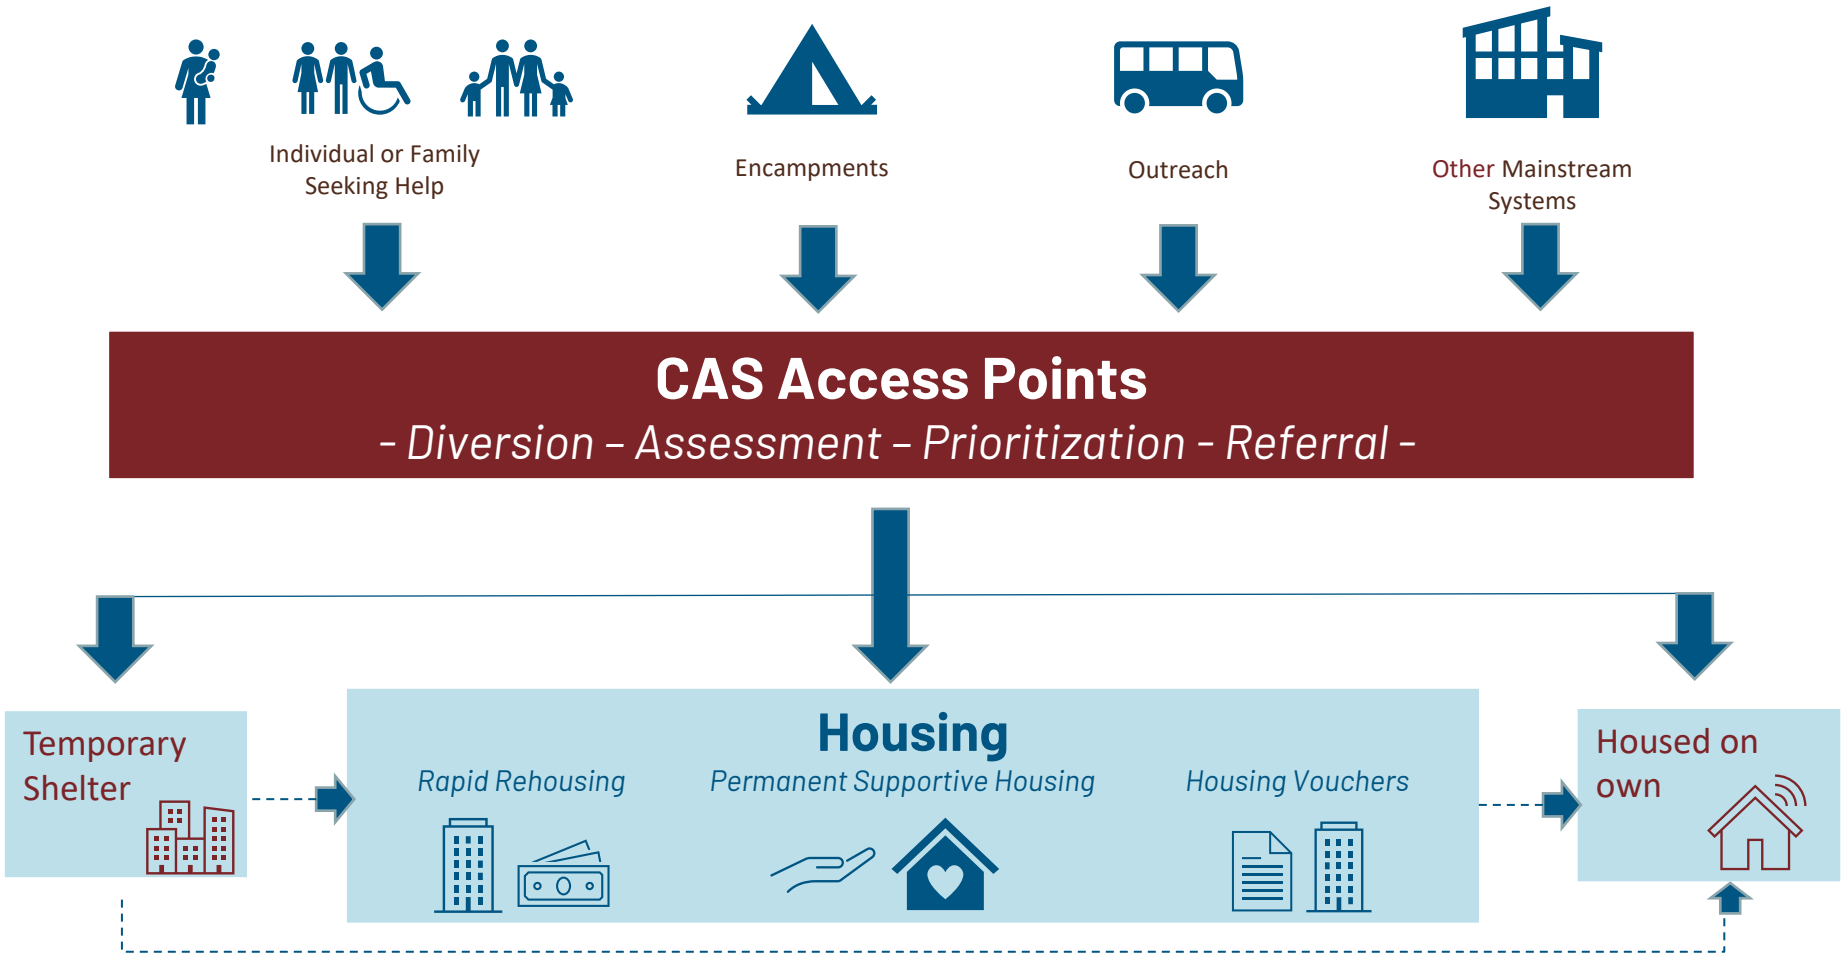 Individual or Family
Seeking Help
Encampments
Outreach
Other Mainstream
Systems
CAS Access Points
- Diversion – Assessment – Prioritization - Referral -
Temporary
Shelter
Housing
Rapid Rehousing
Permanent Supportive Housing
Housing Vouchers
Housed on
own